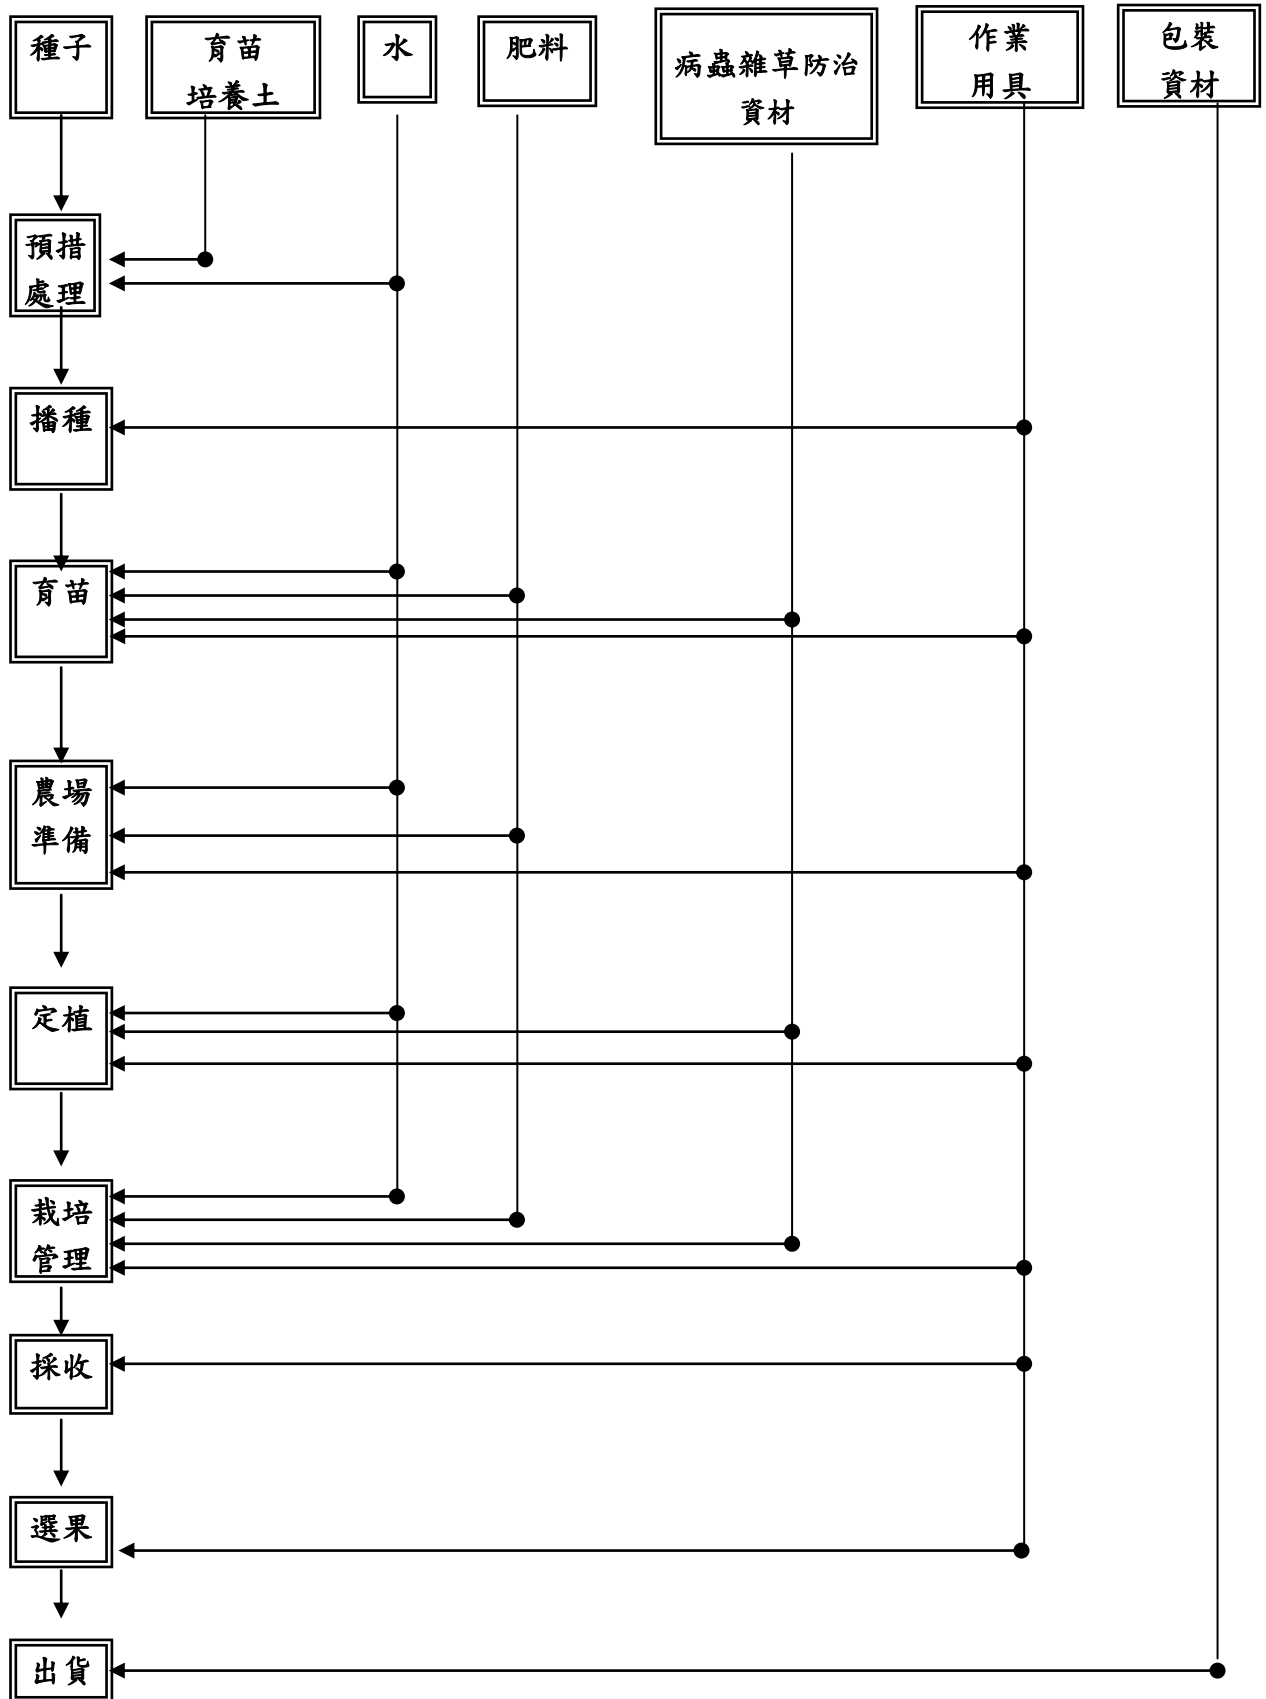 種子
育苗
培養土
水
肥料
病蟲雜草防治
資材
作業
用具
包裝
資材
預措
處理
播種
育苗
農場
準備
定植
栽培
管理
採收
選果
出貨